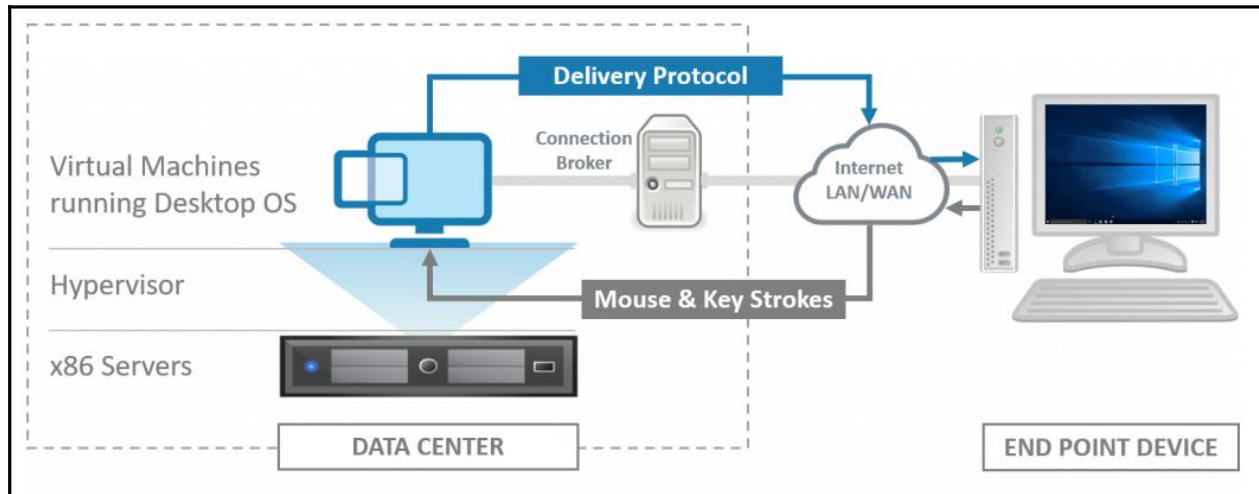 Delivery Protocol
Connection
Broker
Virtual Machines
running Desktop OS
Internet
LAN/WAN
Hypervisor
Mouse & Key Strokes
x86 Servers
DATA CENTER
END POINT DEVICE